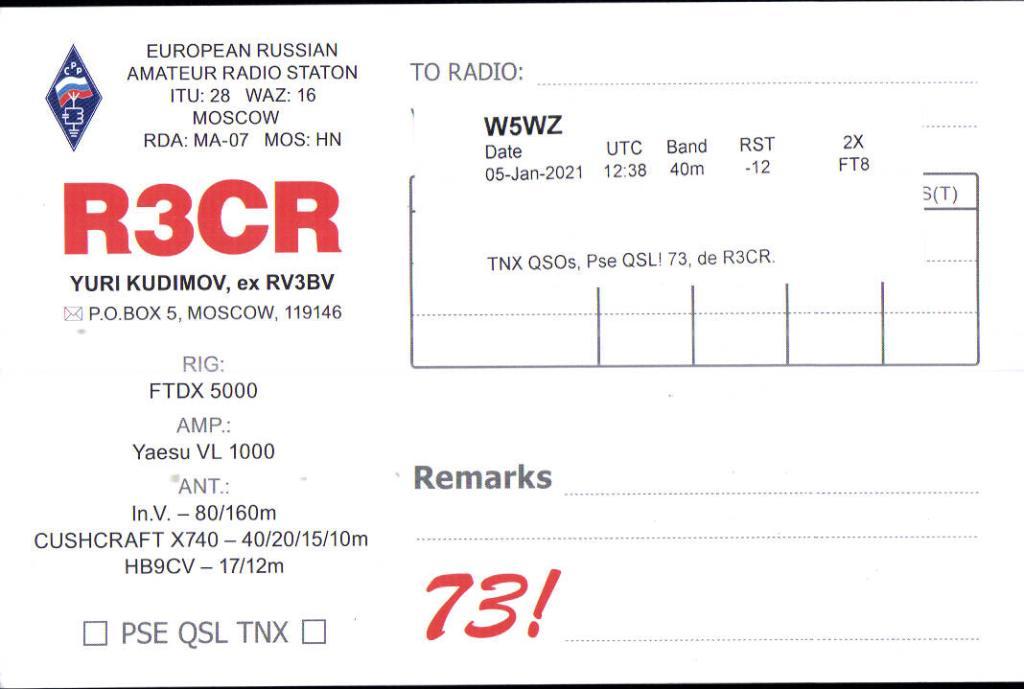 СРР
EUROPEAN RUSSIAN
AMATEUR RADIO STATON
ITU: 28 WAZ: 16
MOSCOW
RDA: MA-07 MOS: HN
R3CR
YURI KUDIMOV, ex RV3BV
P.O.BOX 5, MOSCOW, 119146
RIG:
FTDX 5000
AMP.:
Yaesu VL 1000
ANT.:
In.V. – 80/160m
CUSHCRAFT X740 – 40/20/15/10m
HB9CV – 17/12m
PSE QSL TNX
TO RADIO:
W5WZ
Date UTC Band RST 2X
05-Jan-2021 12:38 40m -12 FT8
S(T)
TNX QSOs, Pse QSL! 73, de R3CR.
Remarks
73!